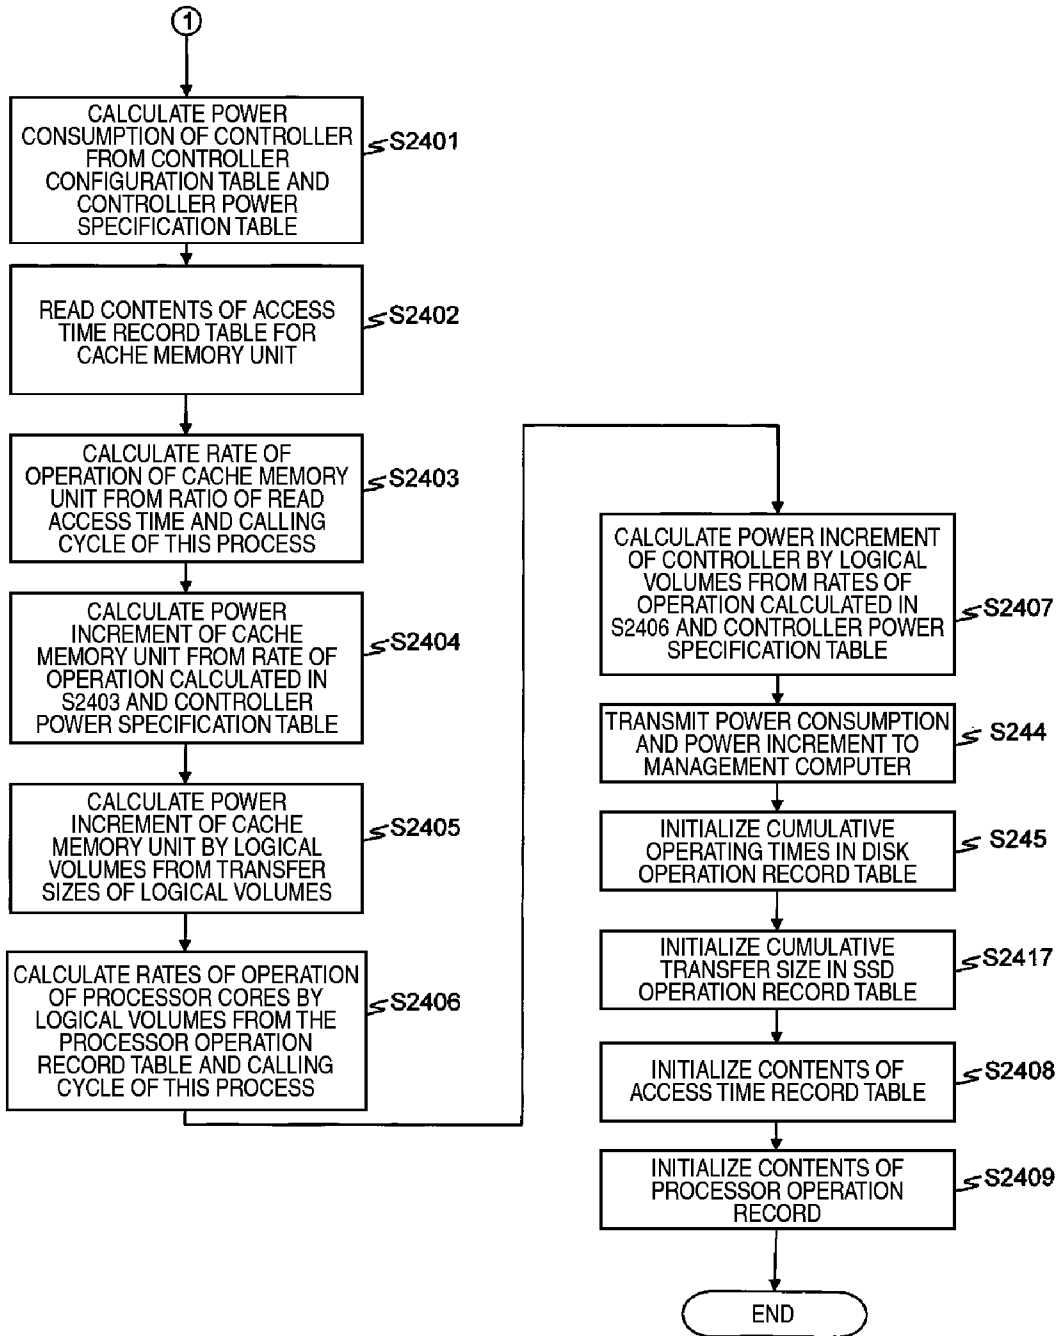 1
CALCULATE POWER
CONSUMPTION OF CONTROLLER
FROM CONTROLLER
CONFIGURATION TABLE AND
CONTROLLER POWER
SPECIFICATION TABLE
S2401
READ CONTENTS OF ACCESS
TIME RECORD TABLE FOR
CACHE MEMORY UNIT
S2402
CALCULATE RATE OF
OPERATION OF CACHE MEMORY
UNIT FROM RATIO OF READ
ACCESS TIME AND CALLING
CYCLE OF THIS PROCESS
S2403
CALCULATE POWER
INCREMENT OF CACHE
MEMORY UNIT FROM RATE OF
OPERATION CALCULATED IN
S2403 AND CONTROLLER
POWER SPECIFICATION TABLE
S2404
CALCULATE POWER
INCREMENT OF CACHE
MEMORY UNIT BY LOGICAL
VOLUMES FROM TRANSFER
SIZES OF LOGICAL VOLUMES
S2405
CALCULATE RATES OF OPERATION
OF PROCESSOR CORES BY
LOGICAL VOLUMES FROM THE
PROCESSOR OPERATION
RECORD TABLE AND CALLING
CYCLE OF THIS PROCESS
S2406
CALCULATE POWER INCREMENT
OF CONTROLLER BY LOGICAL
VOLUMES FROM RATES OF
OPERATION CALCULATED IN
S2406 AND CONTROLLER POWER
SPECIFICATION TABLE
S2407
TRANSMIT POWER CONSUMPTION
AND POWER INCREMENT TO
MANAGEMENT COMPUTER
S244
INITIALIZE CUMULATIVE
OPERATING TIMES IN DISK
OPERATION RECORD TABLE
S245
INITIALIZE CUMULATIVE
TRANSFER SIZE IN SSD
OPERATION RECORD TABLE
S2417
INITIALIZE CONTENTS OF
ACCESS TIME RECORD TABLE
S2408
INITIALIZE CONTENTS OF
PROCESSOR OPERATION
RECORD
S2409
END